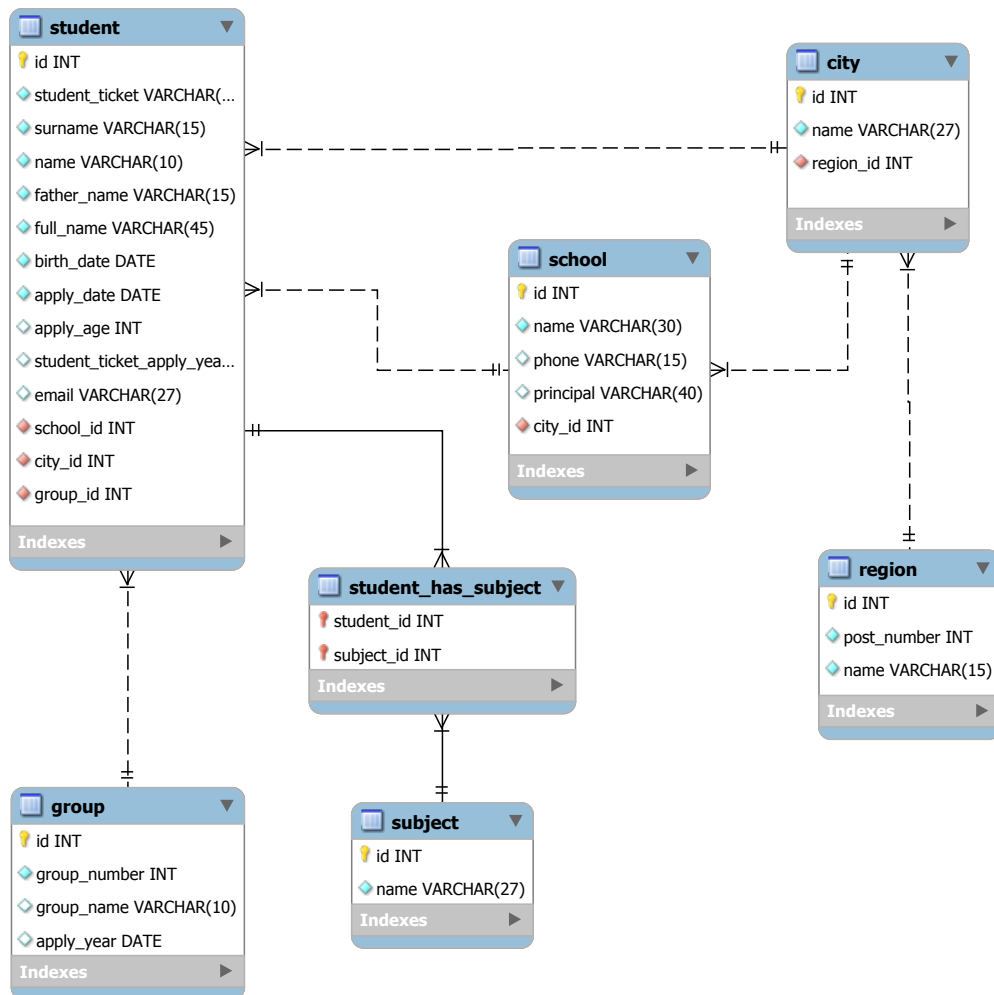 student
id INT
student_ticket VARCHAR(...
surname VARCHAR(15)
name VARCHAR(10)
father_name VARCHAR(15)
full_name VARCHAR(45)
birth_date DATE
apply_date DATE
apply_age INT
student_ticket_apply_yea...
email VARCHAR(27)
school_id INT
city_id INT
group_id INT
Indexes
city
id INT
name VARCHAR(27)
region_id INT
Indexes
school
id INT
name VARCHAR(30)
phone VARCHAR(15)
principal VARCHAR(40)
city_id INT
Indexes
student_has_subject
student_id INT
subject_id INT
Indexes
region
id INT
post_number INT
name VARCHAR(15)
Indexes
group
id INT
group_number INT
group_name VARCHAR(10)
apply_year DATE
Indexes
subject
id INT
name VARCHAR(27)
Indexes